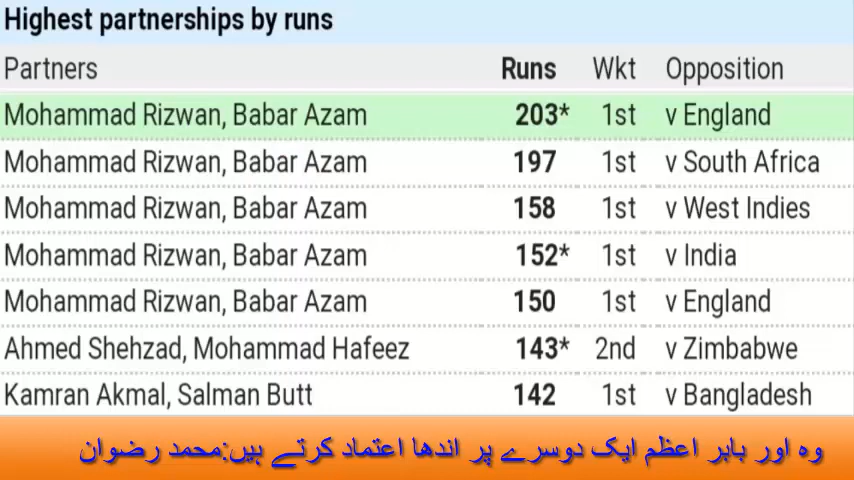 Highest partnerships by runs
Partners Runs Wkt Opposition
Mohammad Rizwan, Babar Azam 203* 1st v England
Mohammad Rizwan, Babar Azam 197 1st v South Africa
Mohammad Rizwan, Babar Azam 158 1st v West Indies
Mohammad Rizwan, Babar Azam 152* 1st v India
Mohammad Rizwan, Babar Azam 150 1st v England
Ahmed Shehzad, Mohammad Hafeez 143* 2nd v Zimbabwe
Kamran Akmal, Salman Butt 142 1st v Bangladesh
وہ اور بابر اعظم ایک دوسرے پر اندھا اعتماد کرتے ہیں:محمد رضوان